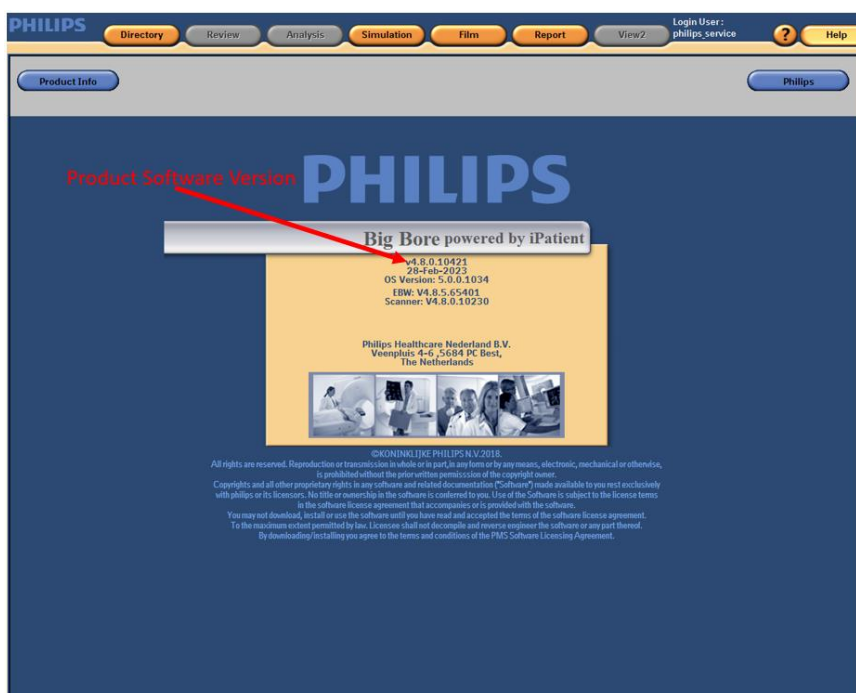 PHILIPS
Directory
Review
Analysis
Simulation
Film
Report
View2
Login User :
philips_service
?
Help
Product Info
Philips
Product Software Version
PHILIPS
Big Bore powered by iPatient
v4.8.0.10421
28-Feb-2023
OS Version: 5.0.0.1034
EBW: V4.8.5.65401
Scanner: V4.8.0.10230
Philips Healthcare Nederland B.V.
Veenpluis 4-6 ,5684 PC Best,
The Netherlands
©KONINKLIJKE PHILIPS N.V.2018.
All rights are reserved. Reproduction or transmission in whole or in part,in any form or by any means, electronic, mechanical or otherwise,
is prohibited without the prior written permisssion of the copyright owner.
Copyrights and all other proprietary rights in any software and related documentation ("Software") made available to you rest exclusively
with philips or its licensors. No title or ownership in the software is conferred to you. Use of the Software is subject to the license terms
in the software license agreement that accompanies or is provided with the software.
You may not download, install or use the software until you have read and accepted the terms of the software license agreement.
To the maximum extent permitted by law. Licensee shall not decompile and reverse engineer the software or any part thereol.
By downloading/installing you agree to the terms and conditions of the PMS Software Licensing Agreement.